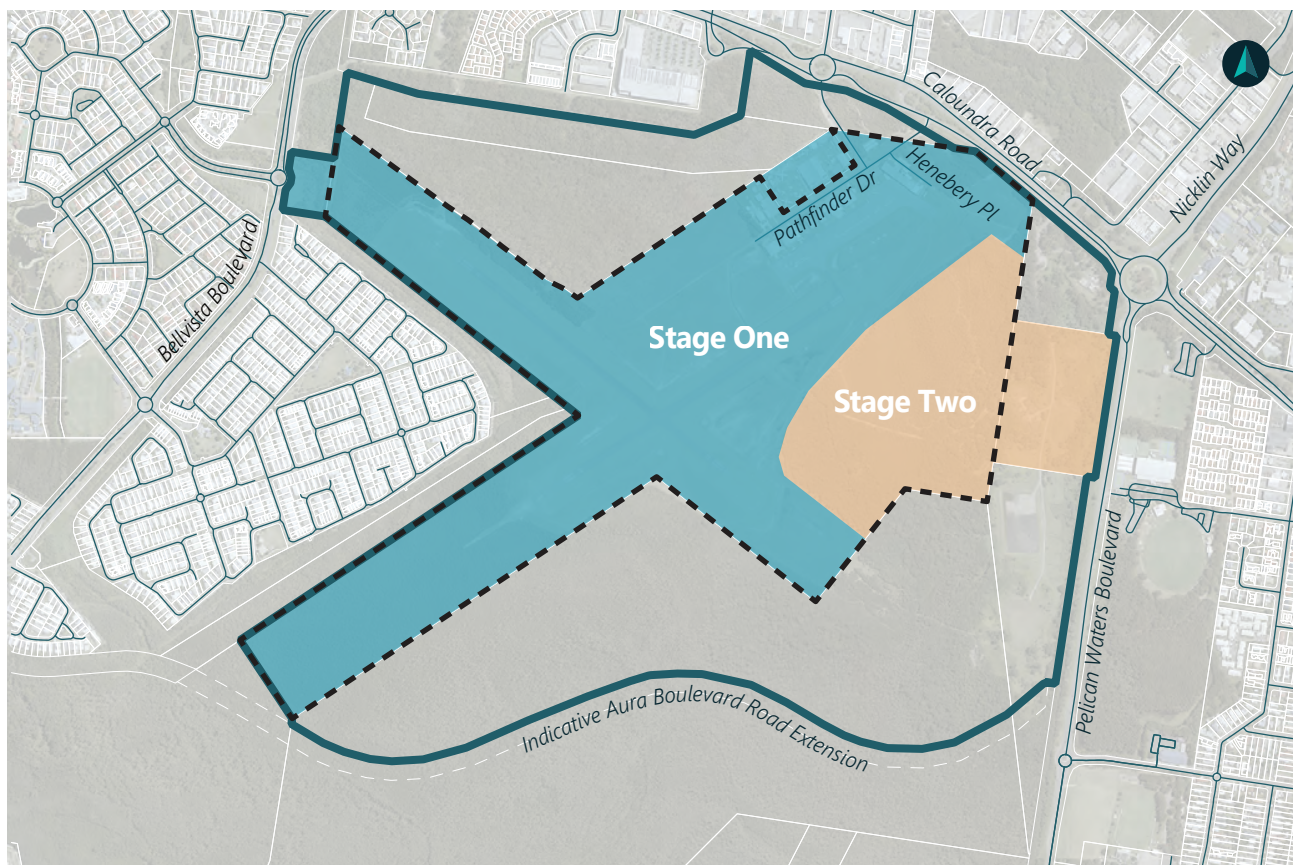 Caloundra Road
Nicklin Way
Henebery Pl
Pathfinder Dr
Bellvista Boulevard
Stage One
Stage Two
Pelican Waters Boulevard
Indicative Aura Boulevard Road Extension